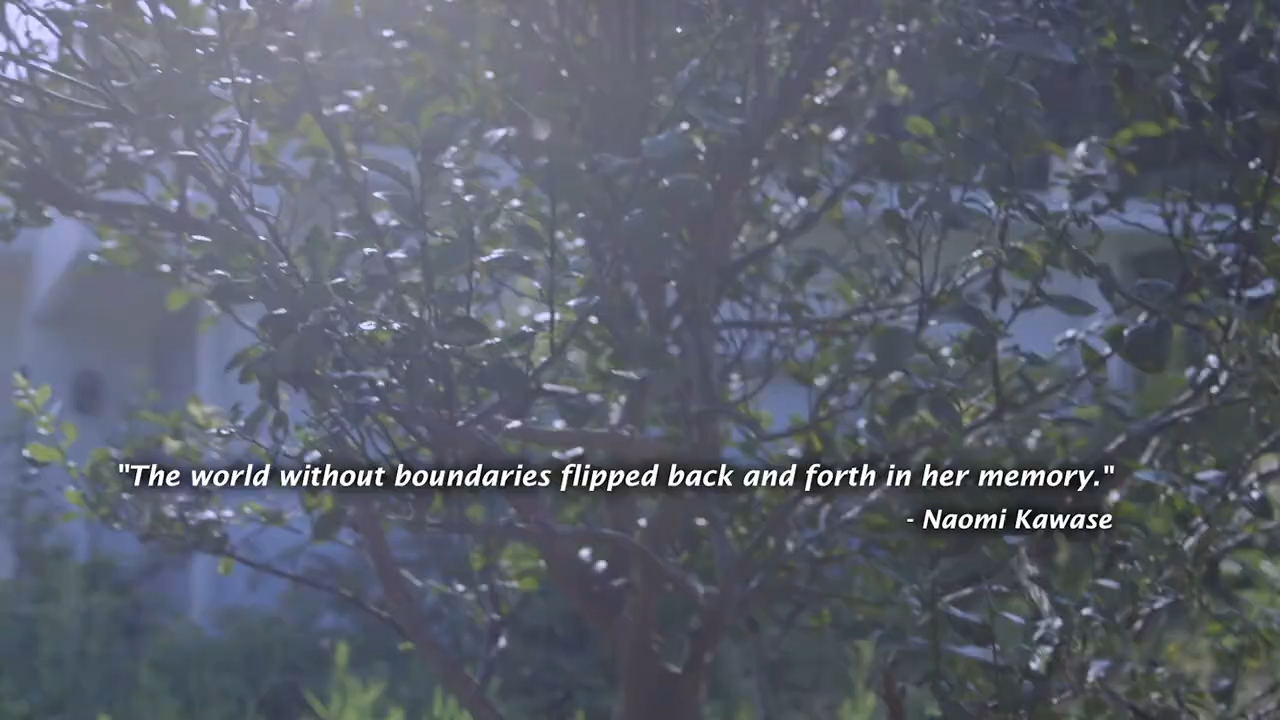 "The world without boundaries flipped back and forth in her memory."
- Naomi Kawase